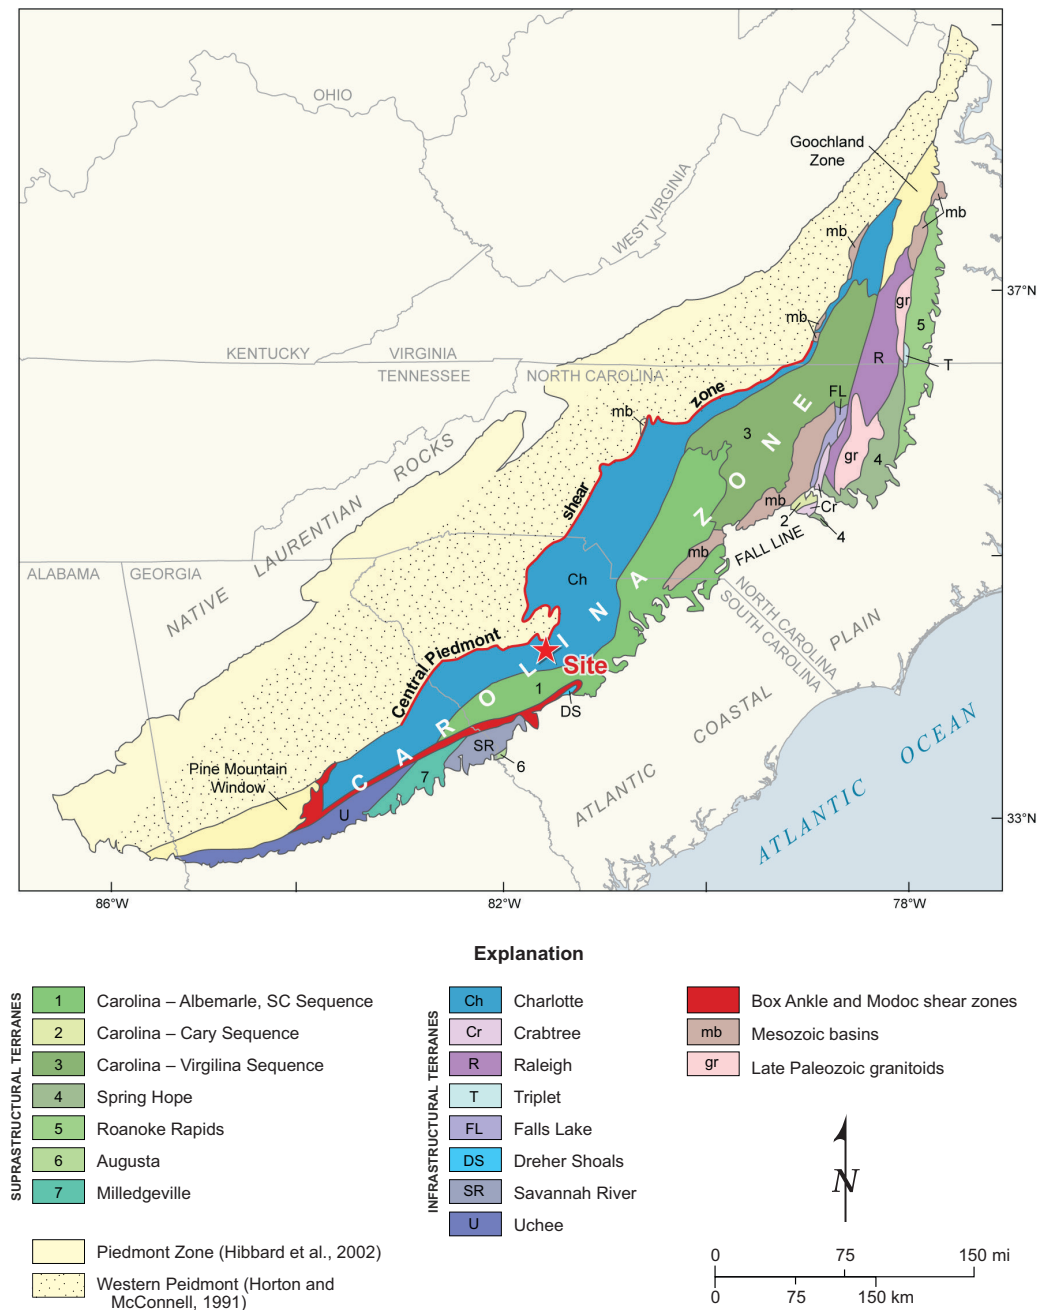 OHIO
WEST VIRGINIA
Goochland
Zone
mb
mb
mb
37°N
gr
5
KENTUCKY
VIRGINIA
TENNESSEE
NORTH CAROLINA
R
T
mb
zone
FL
3
gr
4
NATIVE LAURENTIAN ROCKS
shear
mb
2
Cr
4
FALL LINE
mb
ALABAMA
GEORGIA
Ch
NORTH CAROLINA
SOUTH CAROLINA
Central Piedmont
Site
CAROLINA ZONE
1
DS
SR
6
7
U
Pine Mountain
Window
ATLANTIC COASTAL PLAIN
ATLANTIC OCEAN
33°N
86°W
82°W
78°W
Explanation
SUPRASTRUCTURAL TERRANES
1 Carolina – Albemarle, SC Sequence
2 Carolina – Cary Sequence
3 Carolina – Virgilina Sequence
4 Spring Hope
5 Roanoke Rapids
6 Augusta
7 Milledgeville
Piedmont Zone (Hibbard et al., 2002)
Western Peidmont (Horton and
McConnell, 1991)
INFRASTRUCTURAL TERRANES
Ch Charlotte
Cr Crabtree
R Raleigh
T Triplet
FL Falls Lake
DS Dreher Shoals
SR Savannah River
U Uchee
Box Ankle and Modoc shear zones
mb Mesozoic basins
gr Late Paleozoic granitoids
N
0 75 150 mi
0 75 150 km